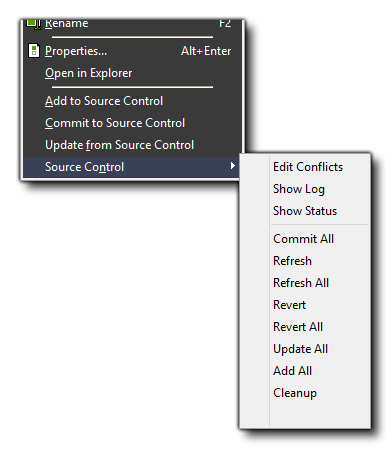 Rename F2
Properties... Alt+Enter
Open in Explorer
Add to Source Control
Commit to Source Control
Update from Source Control
Source Control
Edit Conflicts
Show Log
Show Status
Commit All
Refresh
Refresh All
Revert
Revert All
Update All
Add All
Cleanup